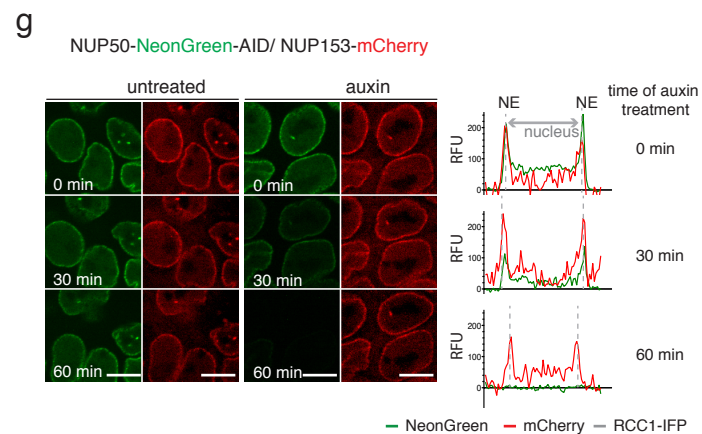 g
NUP50-NeonGreen-AID/ NUP153-mCherry
untreated
auxin
0 min
0 min
30 min
30 min
60 min
60 min
NE
NE
nucleus
time of auxin
treatment
RFU
200
100
0
0 min
RFU
200
100
0
30 min
RFU
200
100
0
60 min
NeonGreen
mCherry
RCC1-IFP